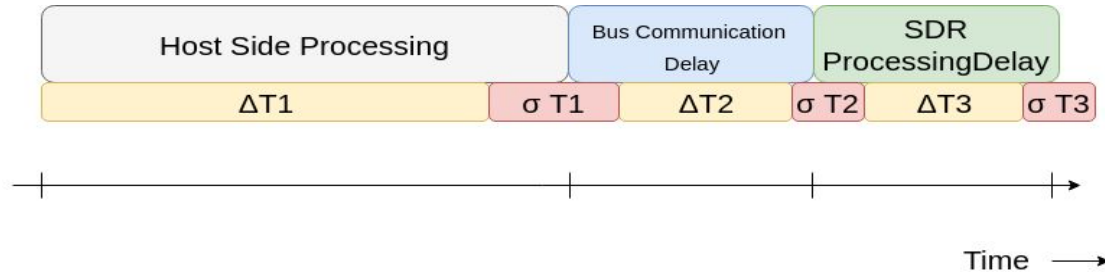 Host Side Processing
Bus Communication
Delay
SDR
ProcessingDelay
ΔT1
σ T1
ΔT2
σ T2
ΔT3
σ T3
Time